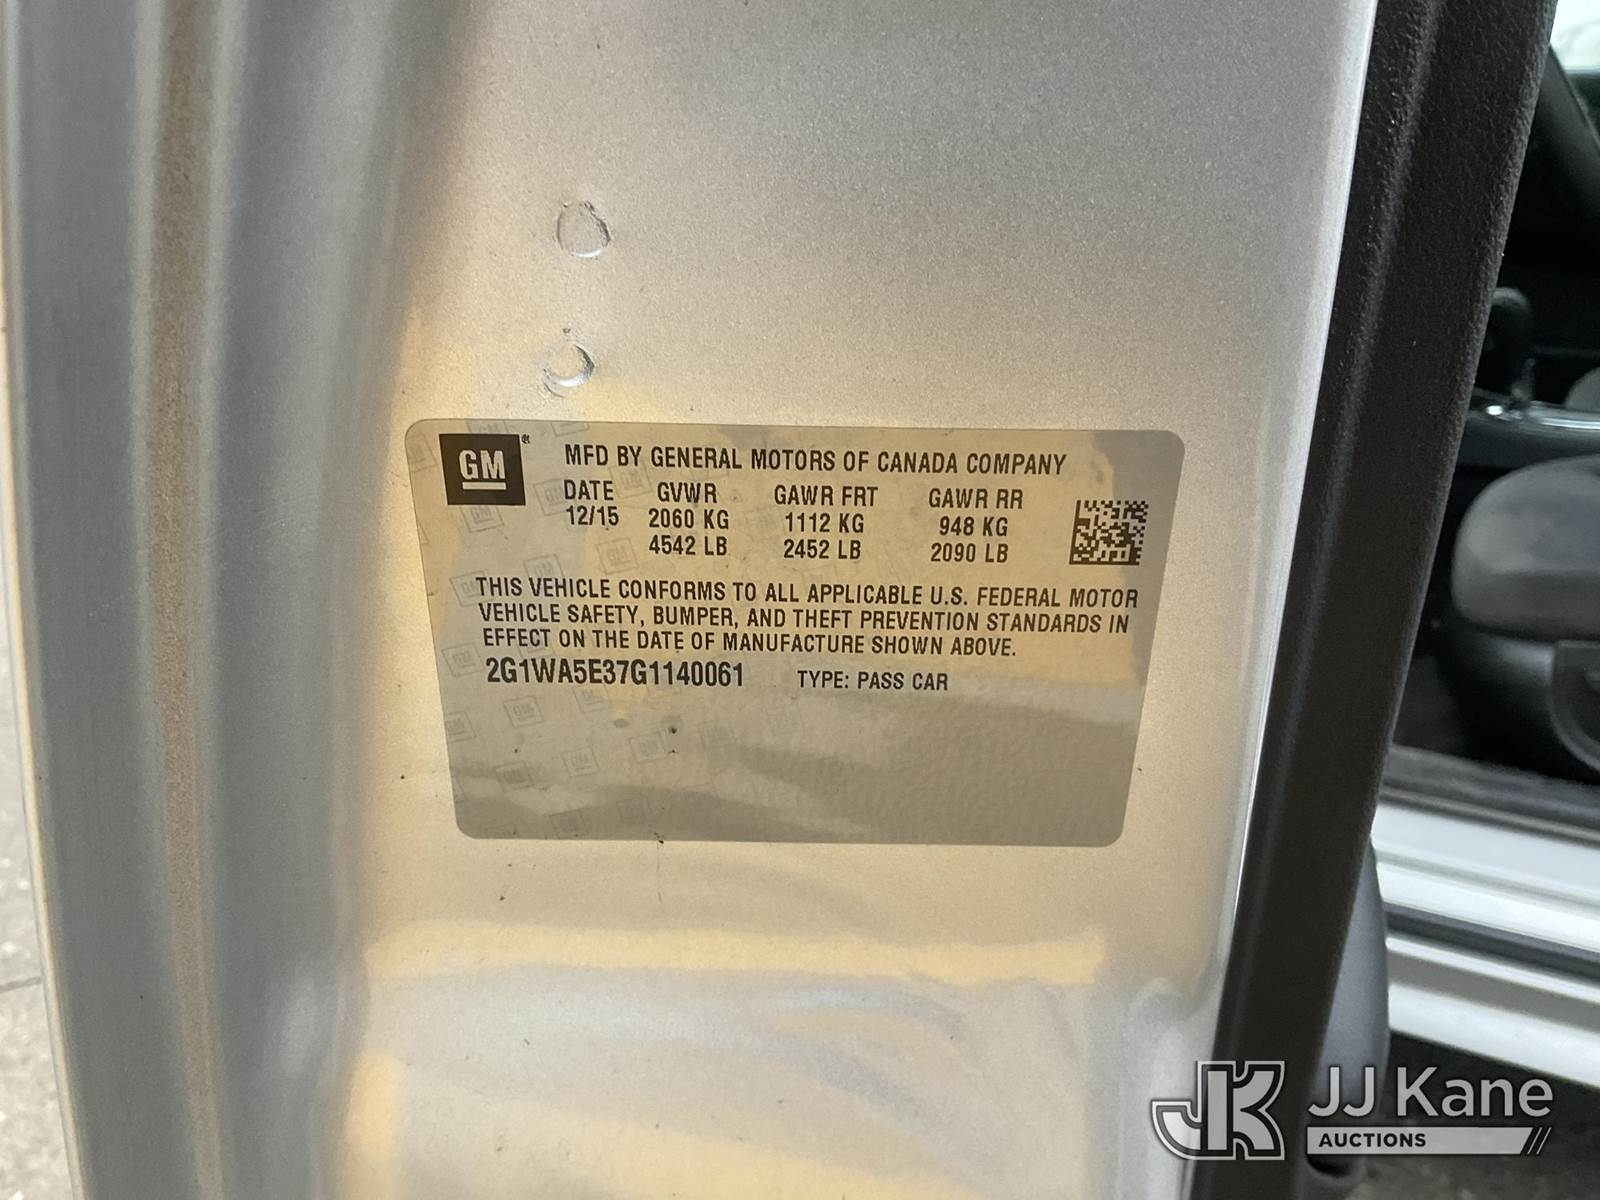 GM®
MFD BY GENERAL MOTORS OF CANADA COMPANY
DATE GVWR GAWR FRT GAWR RR
12/15 2060 KG 1112 KG 948 KG
4542 LB 2452 LB 2090 LB
THIS VEHICLE CONFORMS TO ALL APPLICABLE U.S. FEDERAL MOTOR
VEHICLE SAFETY, BUMPER, AND THEFT PREVENTION STANDARDS IN
EFFECT ON THE DATE OF MANUFACTURE SHOWN ABOVE.
2G1WA5E37G1140061 TYPE: PASS CAR
JK JJ Kane
AUCTIONS